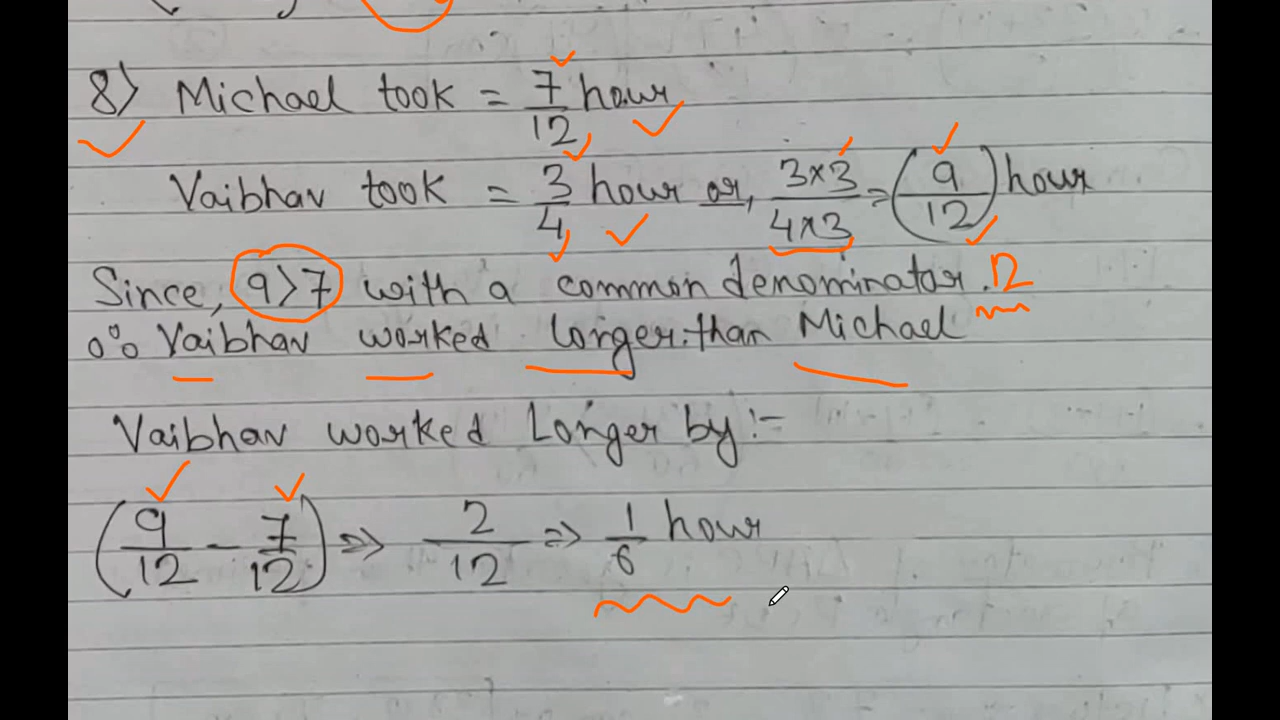 8) Michael took = 7/12 hour
Vaibhav took = 3/4 hour or, 3×3/4×3 = (9/12) hour
Since, 9>7 with a common denominator. 12
∴ Vaibhav worked longer than Michael
Vaibhav worked Longer by:-
(9/12 - 7/12) => 2/12 => 1/6 hour